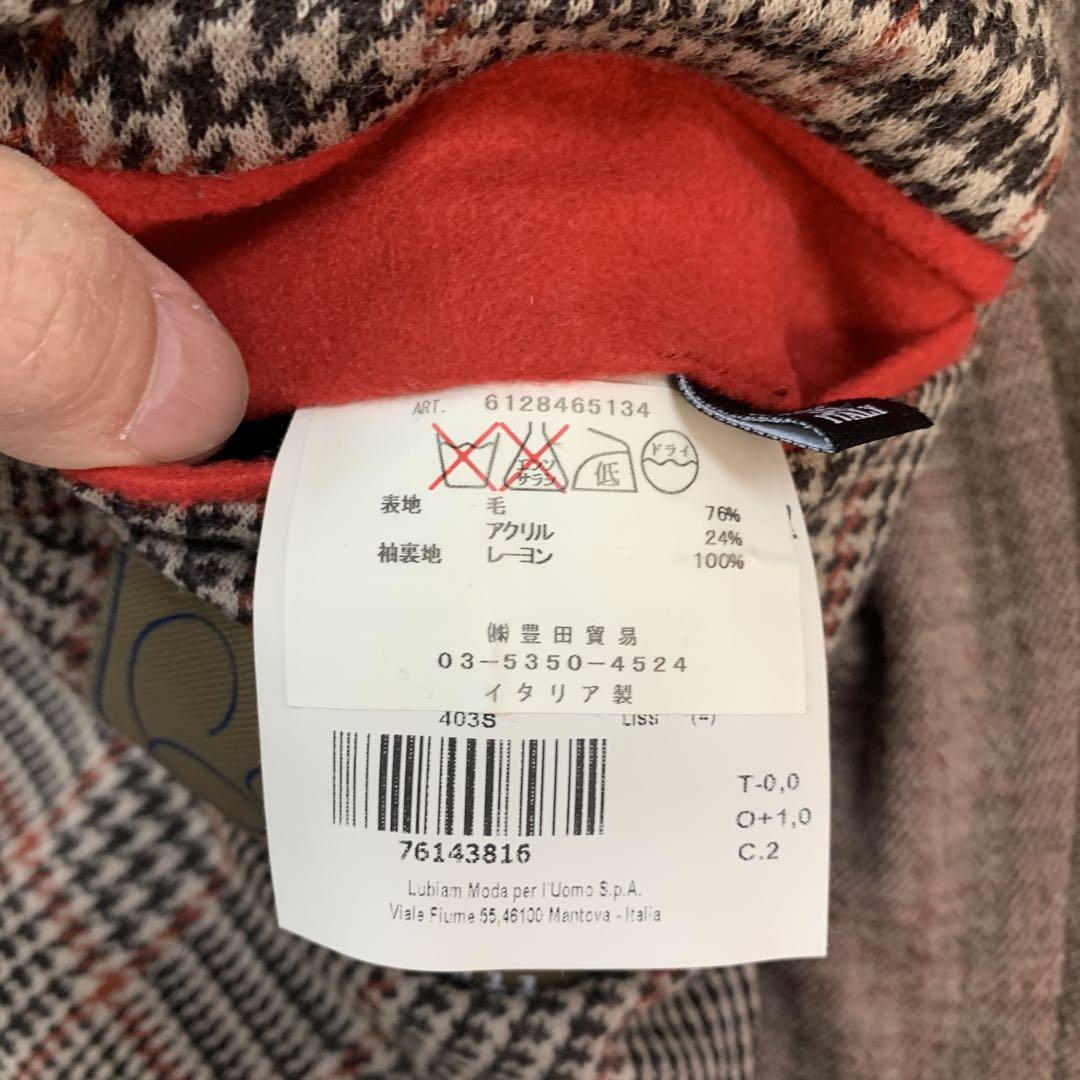 ART. 6128465134
エンソ
サラシ
低
ドライ
表地 毛 76%
アクリル 24%
袖裏地 レーヨン 100%
㈱豊田貿易
03-5350-4524
イタリア製
403S LISS (-)
76143816
T-0,0
O+1,0
C.2
Lubiam Moda per l'Uomo S.p.A.
Viale Fiume 55,46100 Mantova - Italia